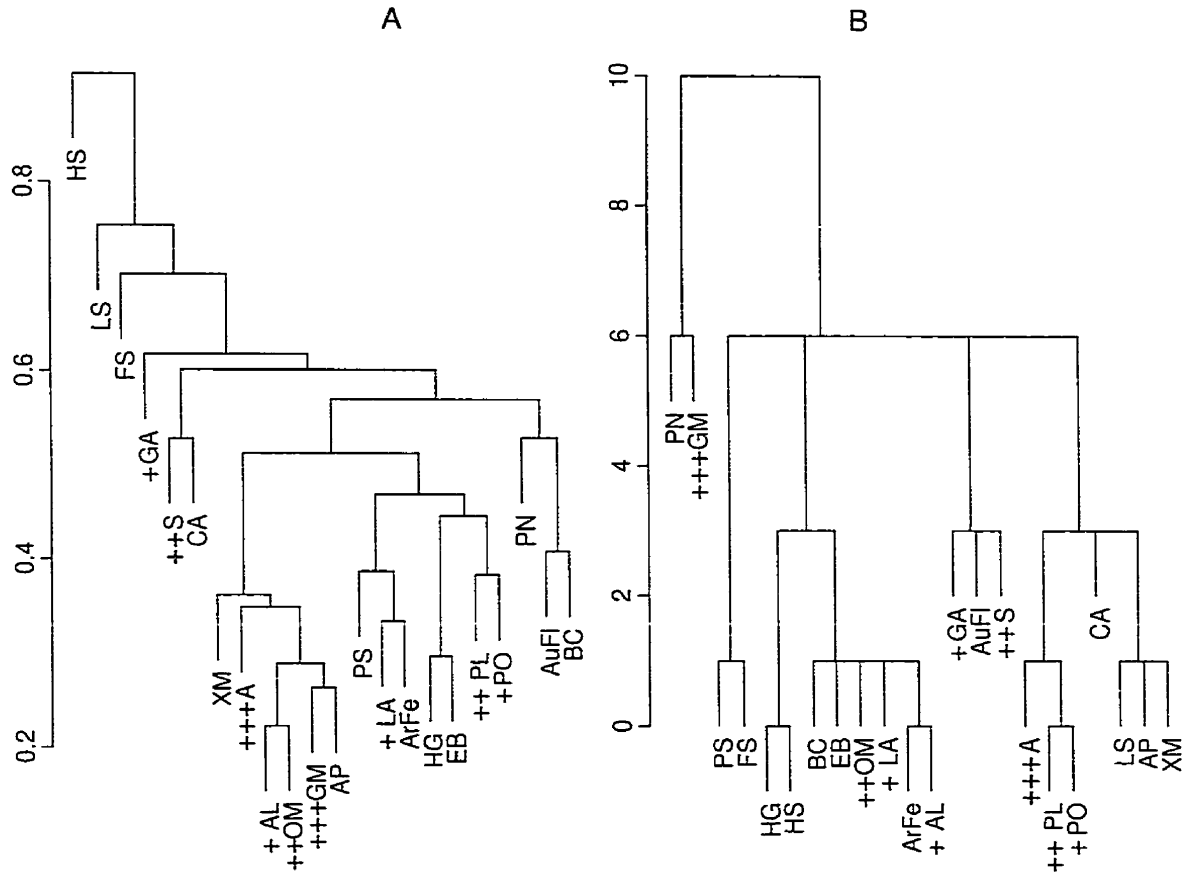 A
B
0.8
0.6
0.4
0.2
HS
LS
FS
+GA
++S
CA
XM
+++A
+ AL
++OM
+++GM
AP
PS
+ LA
ArFe
HG
EB
++ PL
+PO
PN
AuFl
BC
10
8
6
4
2
0
PN
+++GM
PS
FS
HG
HS
BC
EB
++OM
+ LA
ArFe
+ AL
+GA
AuFl
++S
+++A
++ PL
+PO
CA
LS
AP
XM